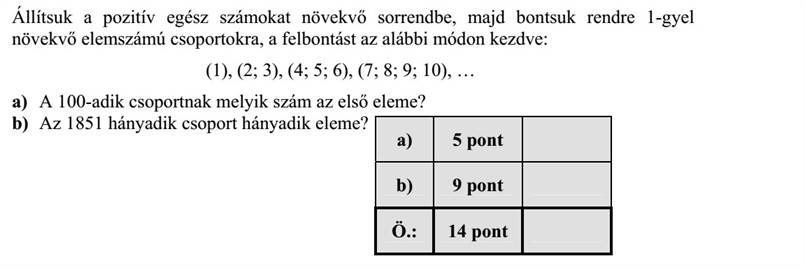 Állítsuk a pozitív egész számokat növekvő sorrendbe, majd bontsuk rendre 1-gyel
növekvő elemszámú csoportokra, a felbontást az alábbi módon kezdve:
(1), (2; 3), (4; 5; 6), (7; 8; 9; 10), …
a) A 100-adik csoportnak melyik szám az első eleme?
b) Az 1851 hányadik csoport hányadik eleme?
a) 5 pont
b) 9 pont
Ö.: 14 pont